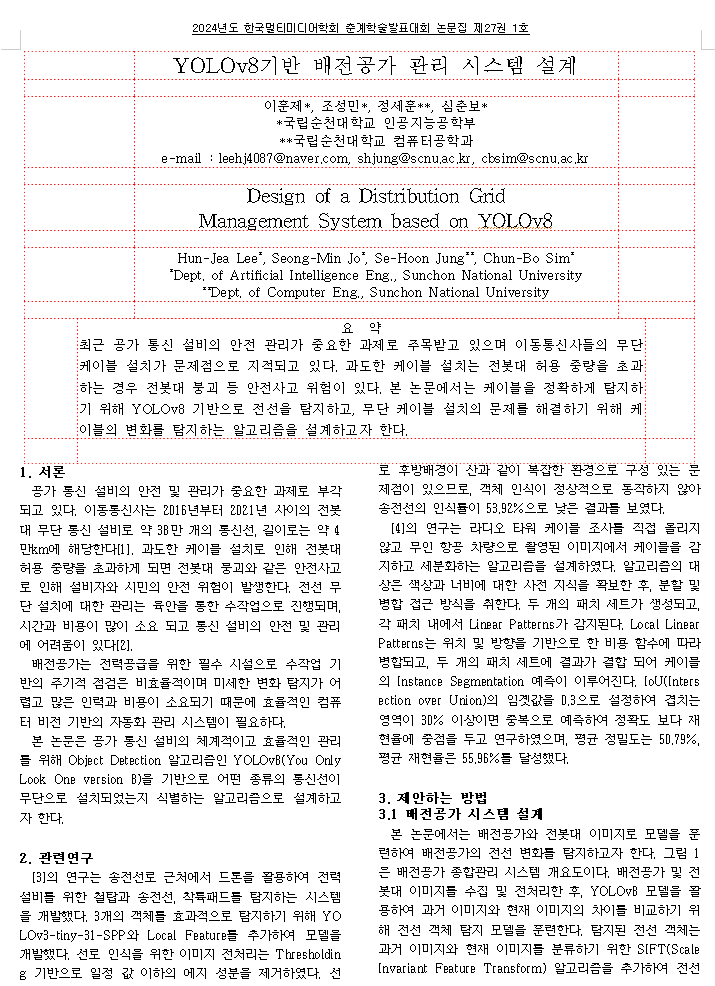 2024년도 한국멀티미디어학회 춘계학술발표대회 논문집 제27권 1호
YOLOv8기반 배전공가 관리 시스템 설계
이훈제*, 조성민*, 정세훈**, 심춘보*
*국립순천대학교 인공지능공학부
**국립순천대학교 컴퓨터공학과
e-mail : leehj4087@naver.com, shjung@scnu.ac.kr, cbsim@scnu.ac.kr
Design of a Distribution Grid
Management System based on YOLOv8
Hun-Jea Lee*, Seong-Min Jo*, Se-Hoon Jung**, Chun-Bo Sim*
*Dept. of Artificial Intelligence Eng., Sunchon National University
**Dept. of Computer Eng., Sunchon National University
요 약
최근 공가 통신 설비의 안전 관리가 중요한 과제로 주목받고 있으며 이동통신사들의 무단
케이블 설치가 문제점으로 지적되고 있다. 과도한 케이블 설치는 전봇대 허용 중량을 초과
하는 경우 전봇대 붕괴 등 안전사고 위험이 있다. 본 논문에서는 케이블을 정확하게 탐지하
기 위해 YOLOv8 기반으로 전선을 탐지하고, 무단 케이블 설치의 문제를 해결하기 위해 케
이블의 변화를 탐지하는 알고리즘을 설계하고자 한다.
1. 서론
공가 통신 설비의 안전 및 관리가 중요한 과제로 부각
되고 있다. 이동통신사는 2016년부터 2021년 사이의 전봇
대 무단 통신 설비로 약 38만 개의 통신선, 길이로는 약 4
만km에 해당한다[1]. 과도한 케이블 설치로 인해 전봇대
허용 중량을 초과하게 되면 전봇대 붕괴와 같은 안전사고
로 인해 설비자와 시민의 안전 위험이 발생한다. 전선 무
단 설치에 대한 관리는 육안을 통한 수작업으로 진행되며,
시간과 비용이 많이 소요 되고 통신 설비의 안전 및 관리
에 어려움이 있다[2].
배전공가는 전력공급을 위한 필수 시설으로 수작업 기
반의 주기적 점검은 비효율적이며 미세한 변화 탐지가 어
렵고 많은 인력과 비용이 소요되기 때문에 효율적인 컴퓨
터 비전 기반의 자동화 관리 시스템이 필요하다.
본 논문은 공가 통신 설비의 체계적이고 효율적인 관리
를 위해 Object Detection 알고리즘인 YOLOv8(You Only
Look One version 8)을 기반으로 어떤 종류의 통신선이
무단으로 설치되었는지 식별하는 알고리즘으로 설계하고
자 한다.
2. 관련연구
[3]의 연구는 송전선로 근처에서 드론을 활용하여 전력
설비를 위한 철탑과 송전선, 착륙패드를 탐지하는 시스템
을 개발했다. 3개의 객체를 효과적으로 탐지하기 위해 YO
LOv3-tiny-31-SPP와 Local Feature를 추가하여 모델을
개발했다. 선로 인식을 위한 이미지 전처리는 Thresholdin
g 기반으로 일정 값 이하의 에지 성분을 제거하였다. 선
로 후방배경이 산과 같이 복잡한 환경으로 구성 있는 문
제점이 있으므로, 객체 인식이 정상적으로 동작하지 않아
송전선의 인식률이 53.92%으로 낮은 결과를 보였다.
[4]의 연구는 라디오 타워 케이블 조사를 직접 올리지
않고 무인 항공 차량으로 촬영된 이미지에서 케이블을 감
지하고 세분화하는 알고리즘을 설계하였다. 알고리즘의 대
상은 색상과 너비에 대한 사전 지식을 확보한 후, 분할 및
병합 접근 방식을 취한다. 두 개의 패치 세트가 생성되고,
각 패치 내에서 Linear Patterns가 감지된다. Local Linear
Patterns는 위치 및 방향을 기반으로 한 비용 함수에 따라
병합되고, 두 개의 패치 세트에 결과가 결합 되어 케이블
의 Instance Segmentation 예측이 이루어진다. IoU(Inters
ection over Union)의 임곗값을 0.3으로 설정하여 겹치는
영역이 30% 이상이면 중복으로 예측하여 정확도 보다 재
현율에 중점을 두고 연구하였으며, 평균 정밀도는 50.79%,
평균 재현율은 55.96%를 달성했다.
3. 제안하는 방법
3.1 배전공가 시스템 설계
본 논문에서는 배전공가와 전봇대 이미지로 모델을 훈
련하여 배전공가의 전선 변화를 탐지하고자 한다. 그림 1
은 배전공가 종합관리 시스템 개요도이다. 배전공가 및 전
봇대 이미지를 수집 및 전처리한 후, YOLOv8 모델을 활
용하여 과거 이미지와 현재 이미지의 차이를 비교하기 위
해 전선 객체 탐지 모델을 훈련한다. 탐지된 전선 객체는
과거 이미지와 현재 이미지를 분류하기 위한 SIFT(Scale
Invariant Feature Transform) 알고리즘을 추가하여 전선